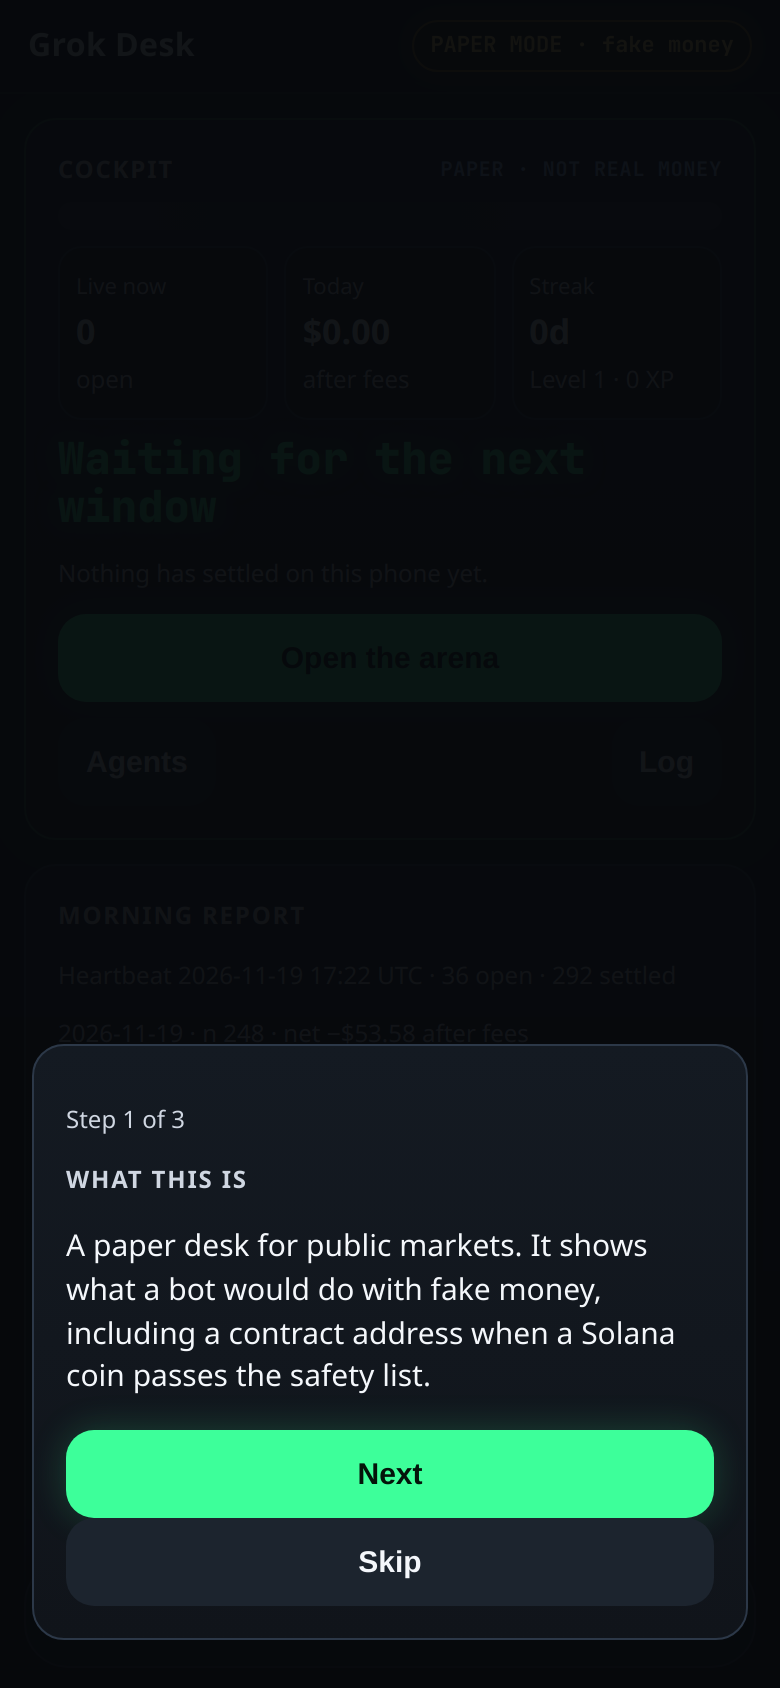 Grok Desk
PAPER MODE · fake money
COCKPIT
PAPER · NOT REAL MONEY
Live now
0
open
Today
$0.00
after fees
Streak
0d
Level 1 · 0 XP
Waiting for the next
window
Nothing has settled on this phone yet.
Open the arena
Agents
Log
MORNING REPORT
Heartbeat 2026-11-19 17:22 UTC · 36 open · 292 settled
2026-11-19 · n 248 · net −$53.58 after fees
Step 1 of 3
WHAT THIS IS
A paper desk for public markets. It shows
what a bot would do with fake money,
including a contract address when a Solana
coin passes the safety list.
Next
Skip